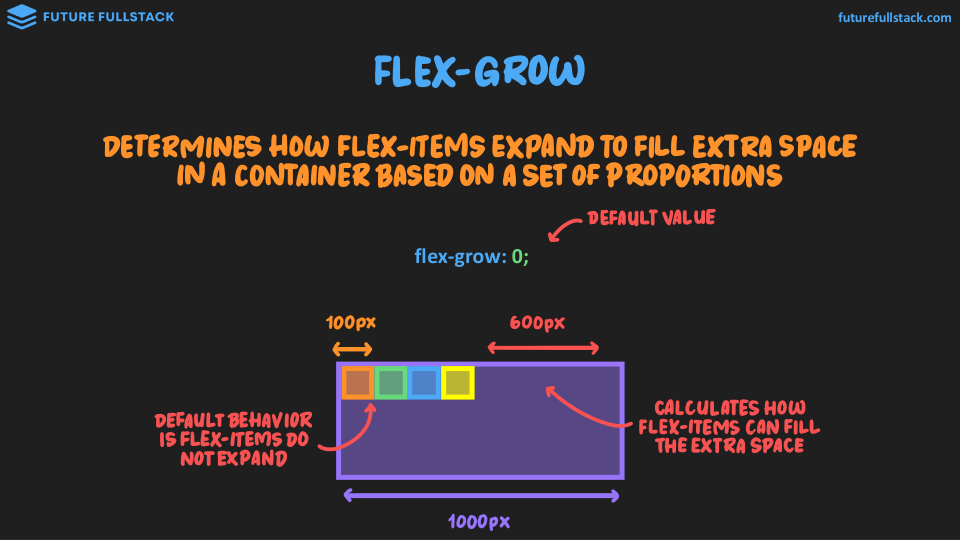 FUTURE FULLSTACK
futurefullstack.com
FLEX-GROW
DETERMINES HOW FLEX-ITEMS EXPAND TO FILL EXTRA SPACE
IN A CONTAINER BASED ON A SET OF PROPORTIONS
DEFAULT VALUE
flex-grow: 0;
100PX
600PX
DEFAULT BEHAVIOR
IS FLEX-ITEMS DO
NOT EXPAND
CALCULATES HOW
FLEX-ITEMS CAN FILL
THE EXTRA SPACE
1000PX